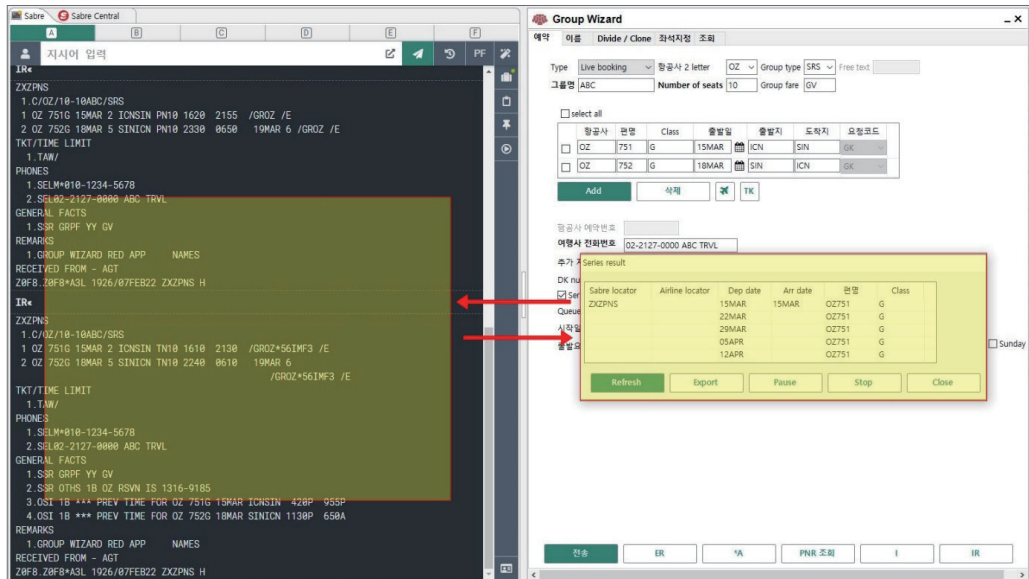 Sabre Sabre Central
A B C D E F
지시어 입력 PF
IR«
ZXZPNS
1.C/OZ/10-10ABC/SRS
1 OZ 751G 15MAR 2 ICNSIN PN10 1620 2155 /GROZ /E
2 OZ 752G 18MAR 5 SINICN PN10 2330 0650 19MAR 6 /GROZ /E
TKT/TIME LIMIT
1.TAW/
PHONES
1.SELM*010-1234-5678
2.SEL02-2127-0000 ABC TRVL
GENERAL FACTS
1.SSR GRPF YY GV
REMARKS
1.GROUP WIZARD RED APP NAMES
RECEIVED FROM - AGT
Z0F8.Z0F8*A3L 1926/07FEB22 ZXZPNS H
IR«
ZXZPNS
1.C/OZ/10-10ABC/SRS
1 OZ 751G 15MAR 2 ICNSIN TN10 1610 2130 /GROZ*56IMF3 /E
2 OZ 752G 18MAR 5 SINICN TN10 2240 0610 19MAR 6
/GROZ*56IMF3 /E
TKT/TIME LIMIT
1.TAW/
PHONES
1.SELM*010-1234-5678
2.SEL02-2127-0000 ABC TRVL
GENERAL FACTS
1.SSR GRPF YY GV
2.SSR OTHS 1B OZ RSVN IS 1316-9185
3.OSI 1B *** PREV TIME FOR OZ 751G 15MAR ICNSIN 420P 955P
4.OSI 1B *** PREV TIME FOR OZ 752G 18MAR SINICN 1130P 650A
REMARKS
1.GROUP WIZARD RED APP NAMES
RECEIVED FROM - AGT
Z0F8.Z0F8*A3L 1926/07FEB22 ZXZPNS H
Group Wizard
예약 이름 Divide / Clone 좌석지정 조회
Type Live booking 항공사 2 letter OZ Group type SRS Free text
그룹명 ABC Number of seats 10 Group fare GV
select all
항공사 편명 Class 출발일 출발지 도착지 요청코드
OZ 751 G 15MAR ICN SIN GK
OZ 752 G 18MAR SIN ICN GK
Add 삭제 TK
항공사 예약번호
여행사 전화번호 02-2127-0000 ABC TRVL
추가
DK nu
Ser
Queue
시작일
출발요
Sunday
Series result
Sabre locator Airline locator Dep date Arr date 편명 Class
ZXZPNS 15MAR 15MAR OZ751 G
22MAR OZ751 G
29MAR OZ751 G
05APR OZ751 G
12APR OZ751 G
Refresh Export Pause Stop Close
전송 ER *A PNR 조회 I IR